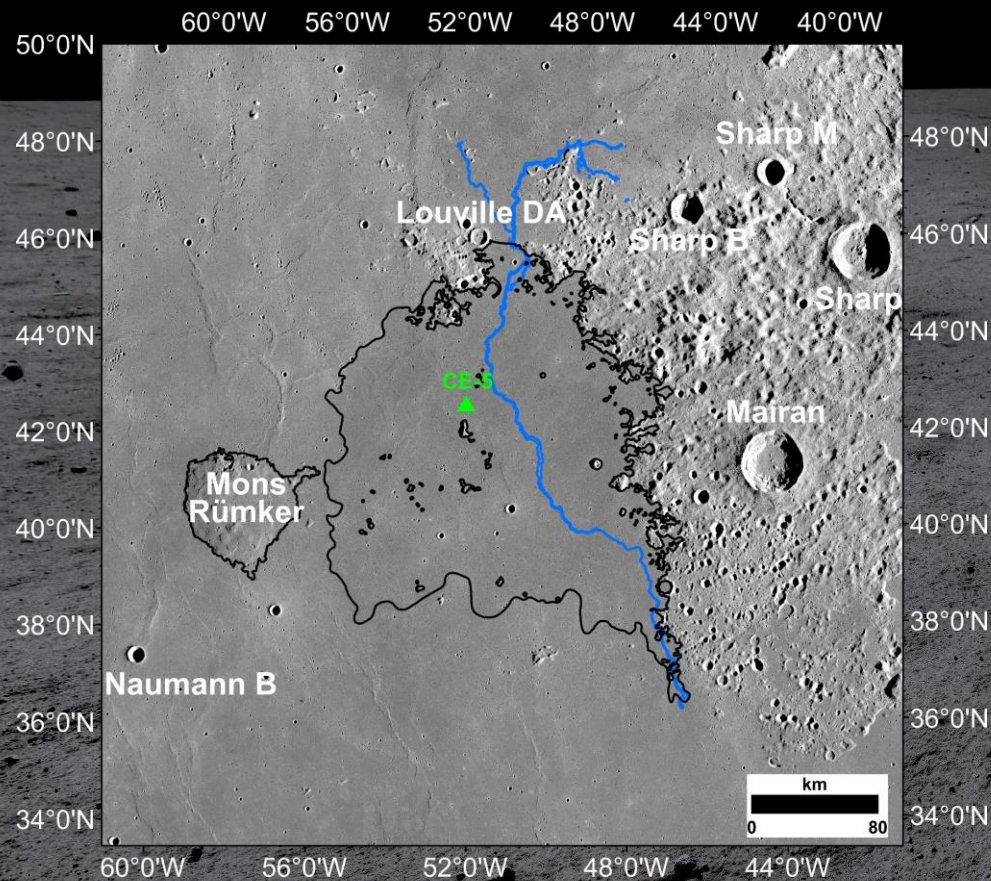 60°0'W 56°0'W 52°0'W 48°0'W 44°0'W 40°0'W
50°0'N
48°0'N
48°0'N
Sharp M
Louville DA
46°0'N
46°0'N
Sharp B
Sharp
44°0'N
44°0'N
CE-5
Mairan
42°0'N
42°0'N
Mons
Rümker
40°0'N
40°0'N
38°0'N
38°0'N
Naumann B
36°0'N
36°0'N
km
0 80
34°0'N
34°0'N
60°0'W 56°0'W 52°0'W 48°0'W 44°0'W